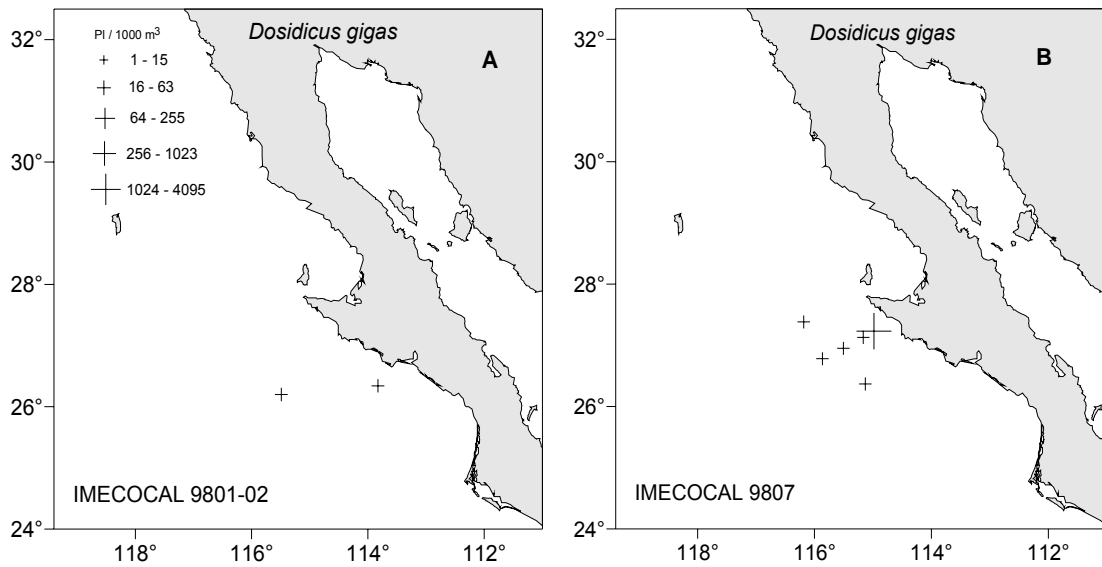 Dosidicus gigas
A
Pl / 1000 m³
1 - 15
16 - 63
64 - 255
256 - 1023
1024 - 4095
IMECOCAL 9801-02
32°
30°
28°
26°
24°
118°
116°
114°
112°
Dosidicus gigas
B
IMECOCAL 9807
32°
30°
28°
26°
24°
118°
116°
114°
112°